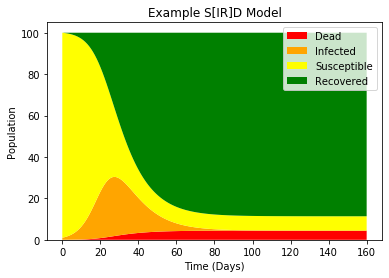 Example S[IR]D Model
Dead
Infected
Susceptible
Recovered
Population
100
80
60
40
20
0
0 20 40 60 80 100 120 140 160
Time (Days)